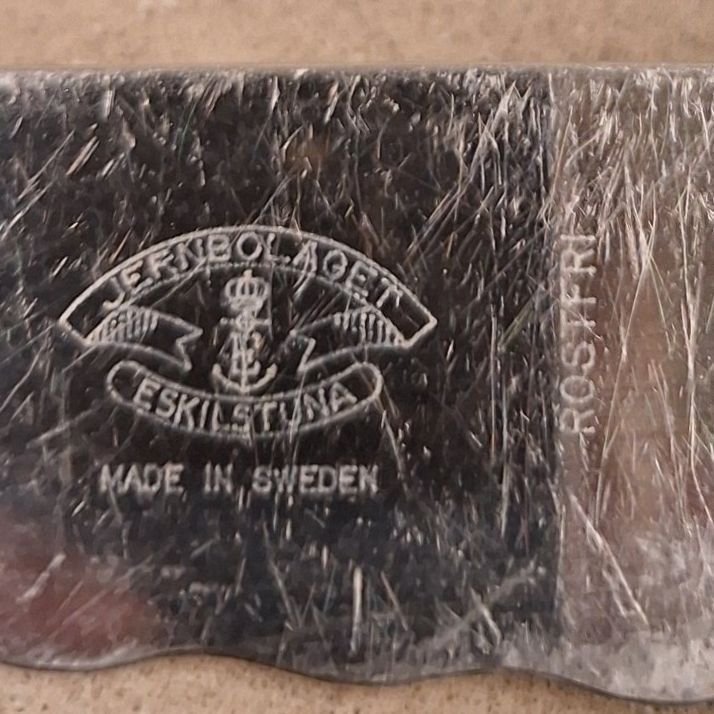 JERNBOLAGET
ESKILSTUNA
MADE IN SWEDEN
ROSTFRI